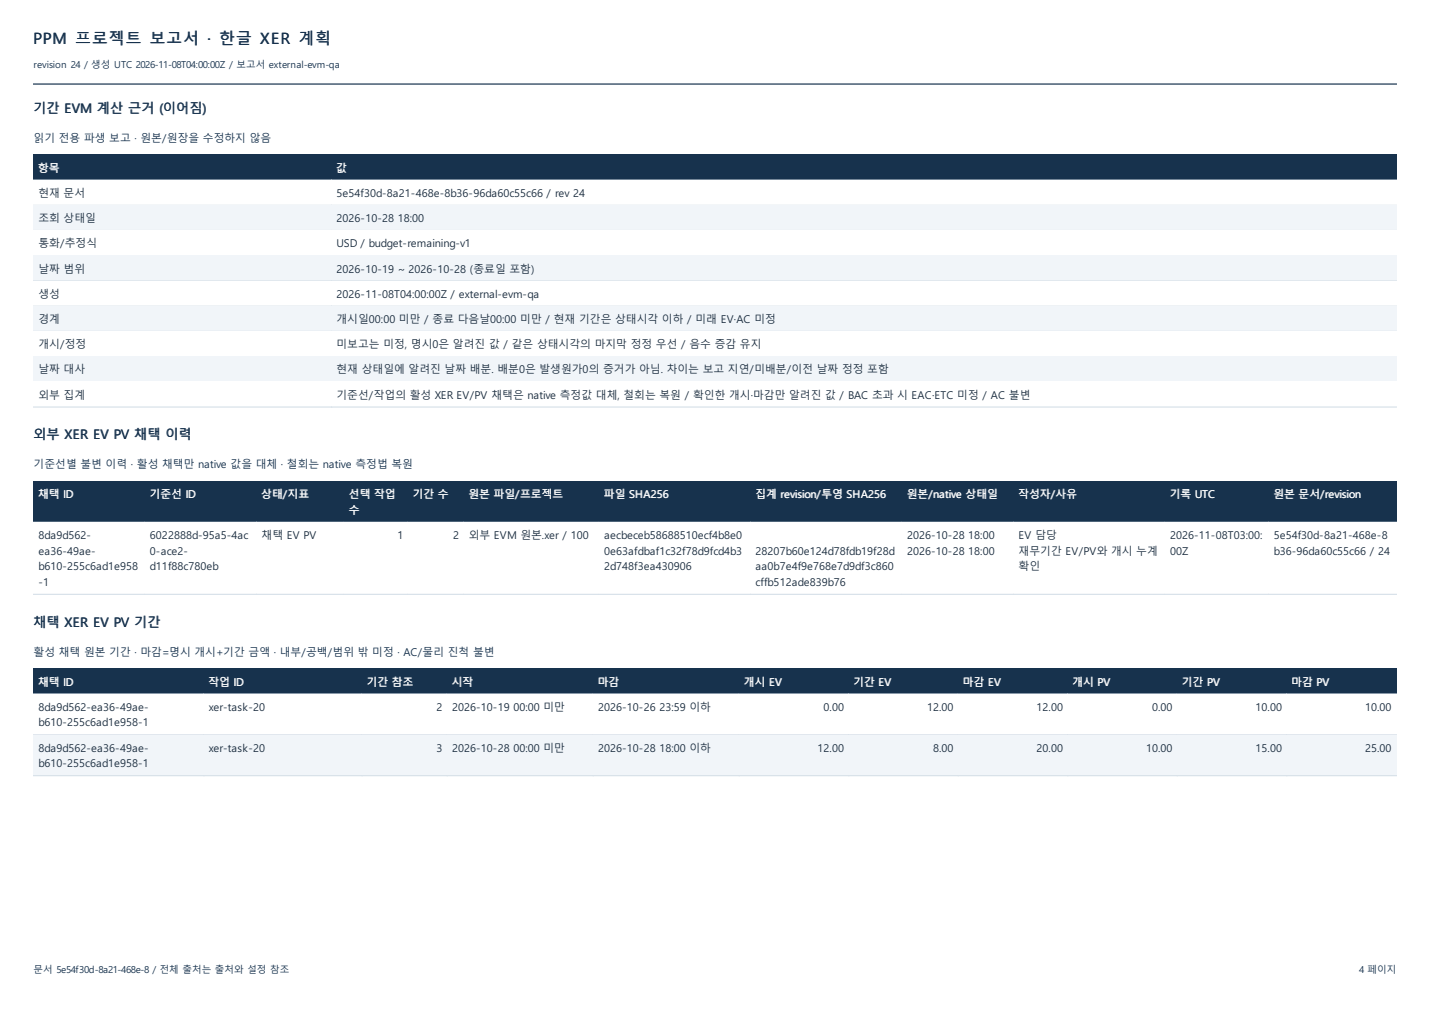 PPM 프로젝트 보고서 · 한글 XER 계획
revision 24 / 생성 UTC 2026-11-08T04:00:00Z / 보고서 external-evm-qa
기간 EVM 계산 근거 (이어짐)
읽기 전용 파생 보고 · 원본/원장을 수정하지 않음
항목 값
현재 문서 5e54f30d-8a21-468e-8b36-96da60c55c66 / rev 24
조회 상태일 2026-10-28 18:00
통화/추정식 USD / budget-remaining-v1
날짜 범위 2026-10-19 ~ 2026-10-28 (종료일 포함)
생성 2026-11-08T04:00:00Z / external-evm-qa
경계 개시일00:00 미만 / 종료 다음날00:00 미만 / 현재 기간은 상태시각 이하 / 미래 EV·AC 미정
개시/정정 미보고는 미정, 명시0은 알려진 값 / 같은 상태시각의 마지막 정정 우선 / 음수 증감 유지
날짜 대사 현재 상태일에 알려진 날짜 배분. 배분0은 발생원가0의 증거가 아님. 차이는 보고 지연/미배분/이전 날짜 정정 포함
외부 집계 기준선/작업의 활성 XER EV/PV 채택은 native 측정값 대체, 철회는 복원 / 확인한 개시·마감만 알려진 값 / BAC 초과 시 EAC·ETC 미정 / AC 불변
외부 XER EV PV 채택 이력
기준선별 불변 이력 · 활성 채택만 native 값을 대체 · 철회는 native 측정법 복원
채택 ID 기준선 ID 상태/지표 선택 작업 기간 수 원본 파일/프로젝트 파일 SHA256 집계 revision/투영 SHA256 원본/native 상태일 작성자/사유 기록 UTC 원본 문서/revision
수
8da9d562- 6022888d-95a5-4ac 채택 EV PV 1 2 외부 EVM 원본.xer / 100 aecbeceb58688510ecf4b8e0 2026-10-28 18:00 EV 담당 2026-11-08T03:00: 5e54f30d-8a21-468e-8
ea36-49ae- 0-ace2- 0e63afdbaf1c32f78d9fcd4b3 28207b60e124d78fdb19f28d 2026-10-28 18:00 재무기간 EV/PV와 개시 누계 00Z b36-96da60c55c66 / 24
b610-255c6ad1e958 d11f88c780eb 2d748f3ea430906 aa0b7e4f9e768e7d9df3c860 확인
-1 cffb512ade839b76
채택 XER EV PV 기간
활성 채택 원본 기간 · 마감=명시 개시+기간 금액 · 내부/공백/범위 밖 미정 · AC/물리 진척 불변
채택 ID 작업 ID 기간 참조 시작 마감 개시 EV 기간 EV 마감 EV 개시 PV 기간 PV 마감 PV
8da9d562-ea36-49ae- xer-task-20 2 2026-10-19 00:00 미만 2026-10-26 23:59 이하 0.00 12.00 12.00 0.00 10.00 10.00
b610-255c6ad1e958-1
8da9d562-ea36-49ae- xer-task-20 3 2026-10-28 00:00 미만 2026-10-28 18:00 이하 12.00 8.00 20.00 10.00 15.00 25.00
b610-255c6ad1e958-1
문서 5e54f30d-8a21-468e-8 / 전체 출처는 출처와 설정 참조 4 페이지